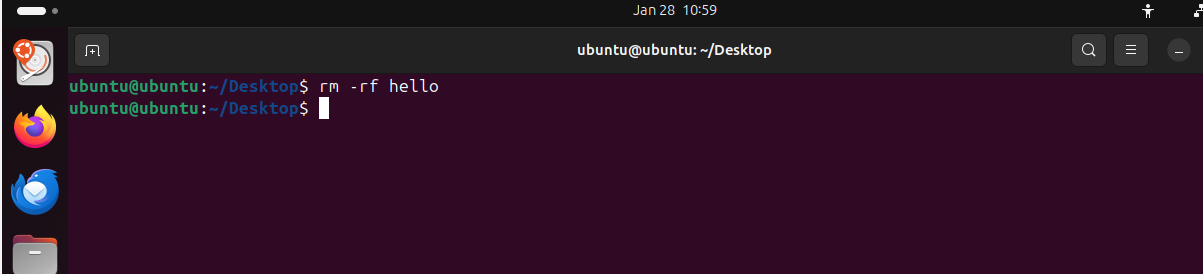 Jan 28 10:59
ubuntu@ubuntu: ~/Desktop
ubuntu@ubuntu:~/Desktop$ rm -rf hello
ubuntu@ubuntu:~/Desktop$